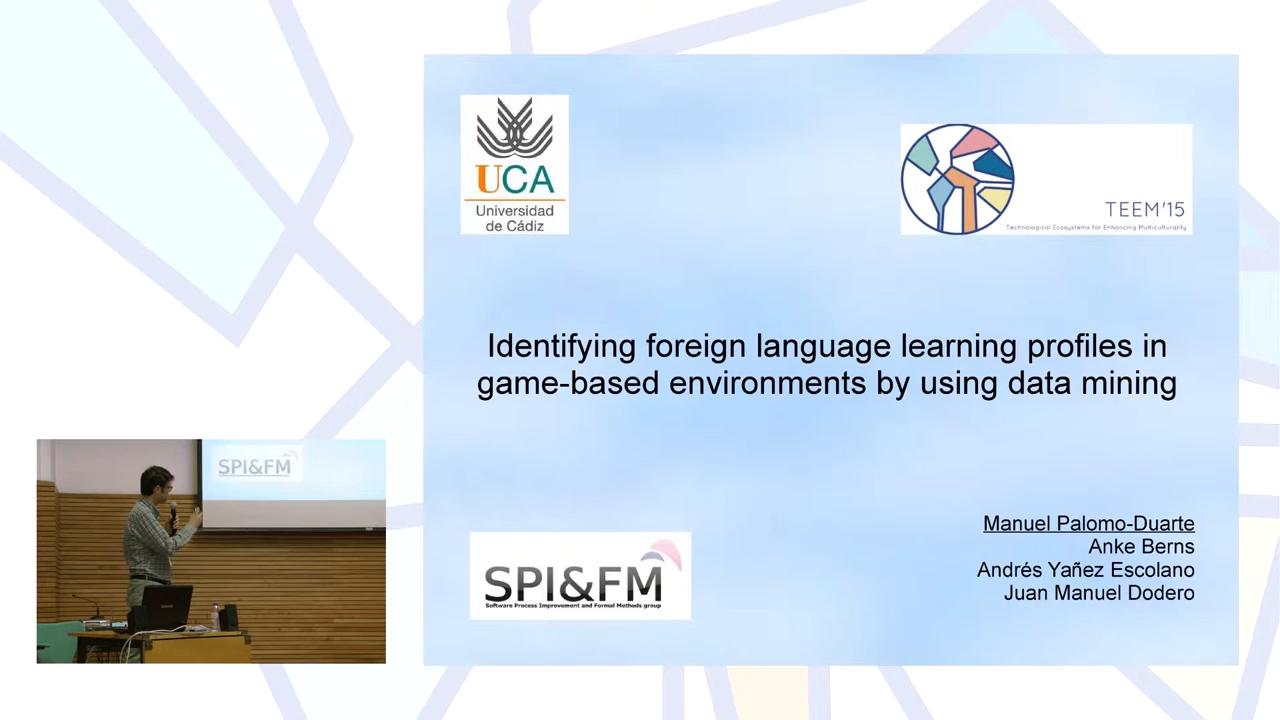 UCA
Universidad
de Cádiz
TEEM'15
Technological Ecosystems for Enhancing Multiculturality
Identifying foreign language learning profiles in
game-based environments by using data mining
SPI&FM
Manuel Palomo-Duarte
Anke Berns
Andrés Yañez Escolano
Juan Manuel Dodero
SPI&FM
Software Process Improvement and Formal Methods group